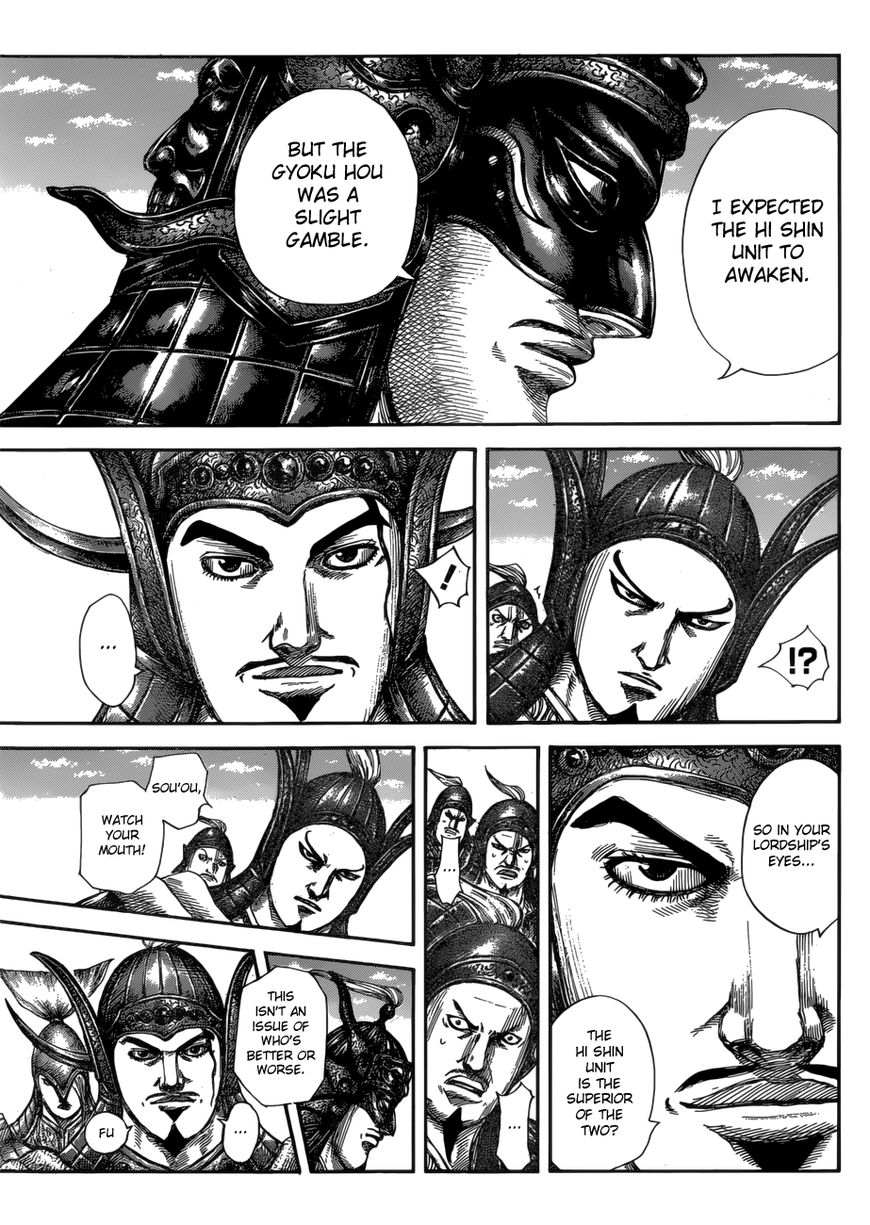 I EXPECTED
THE HI SHIN
UNIT TO
AWAKEN.
BUT THE
GYOKU HOU
WAS A
SLIGHT
GAMBLE.
!?
!
...
SO IN YOUR
LORDSHIP'S
EYES...
THE
HI SHIN
UNIT
IS THE
SUPERIOR
OF THE
TWO?
...
...
SOU'OU,
WATCH
YOUR
MOUTH!
THIS
ISN'T AN
ISSUE OF
WHO'S
BETTER OR
WORSE.
...
FU